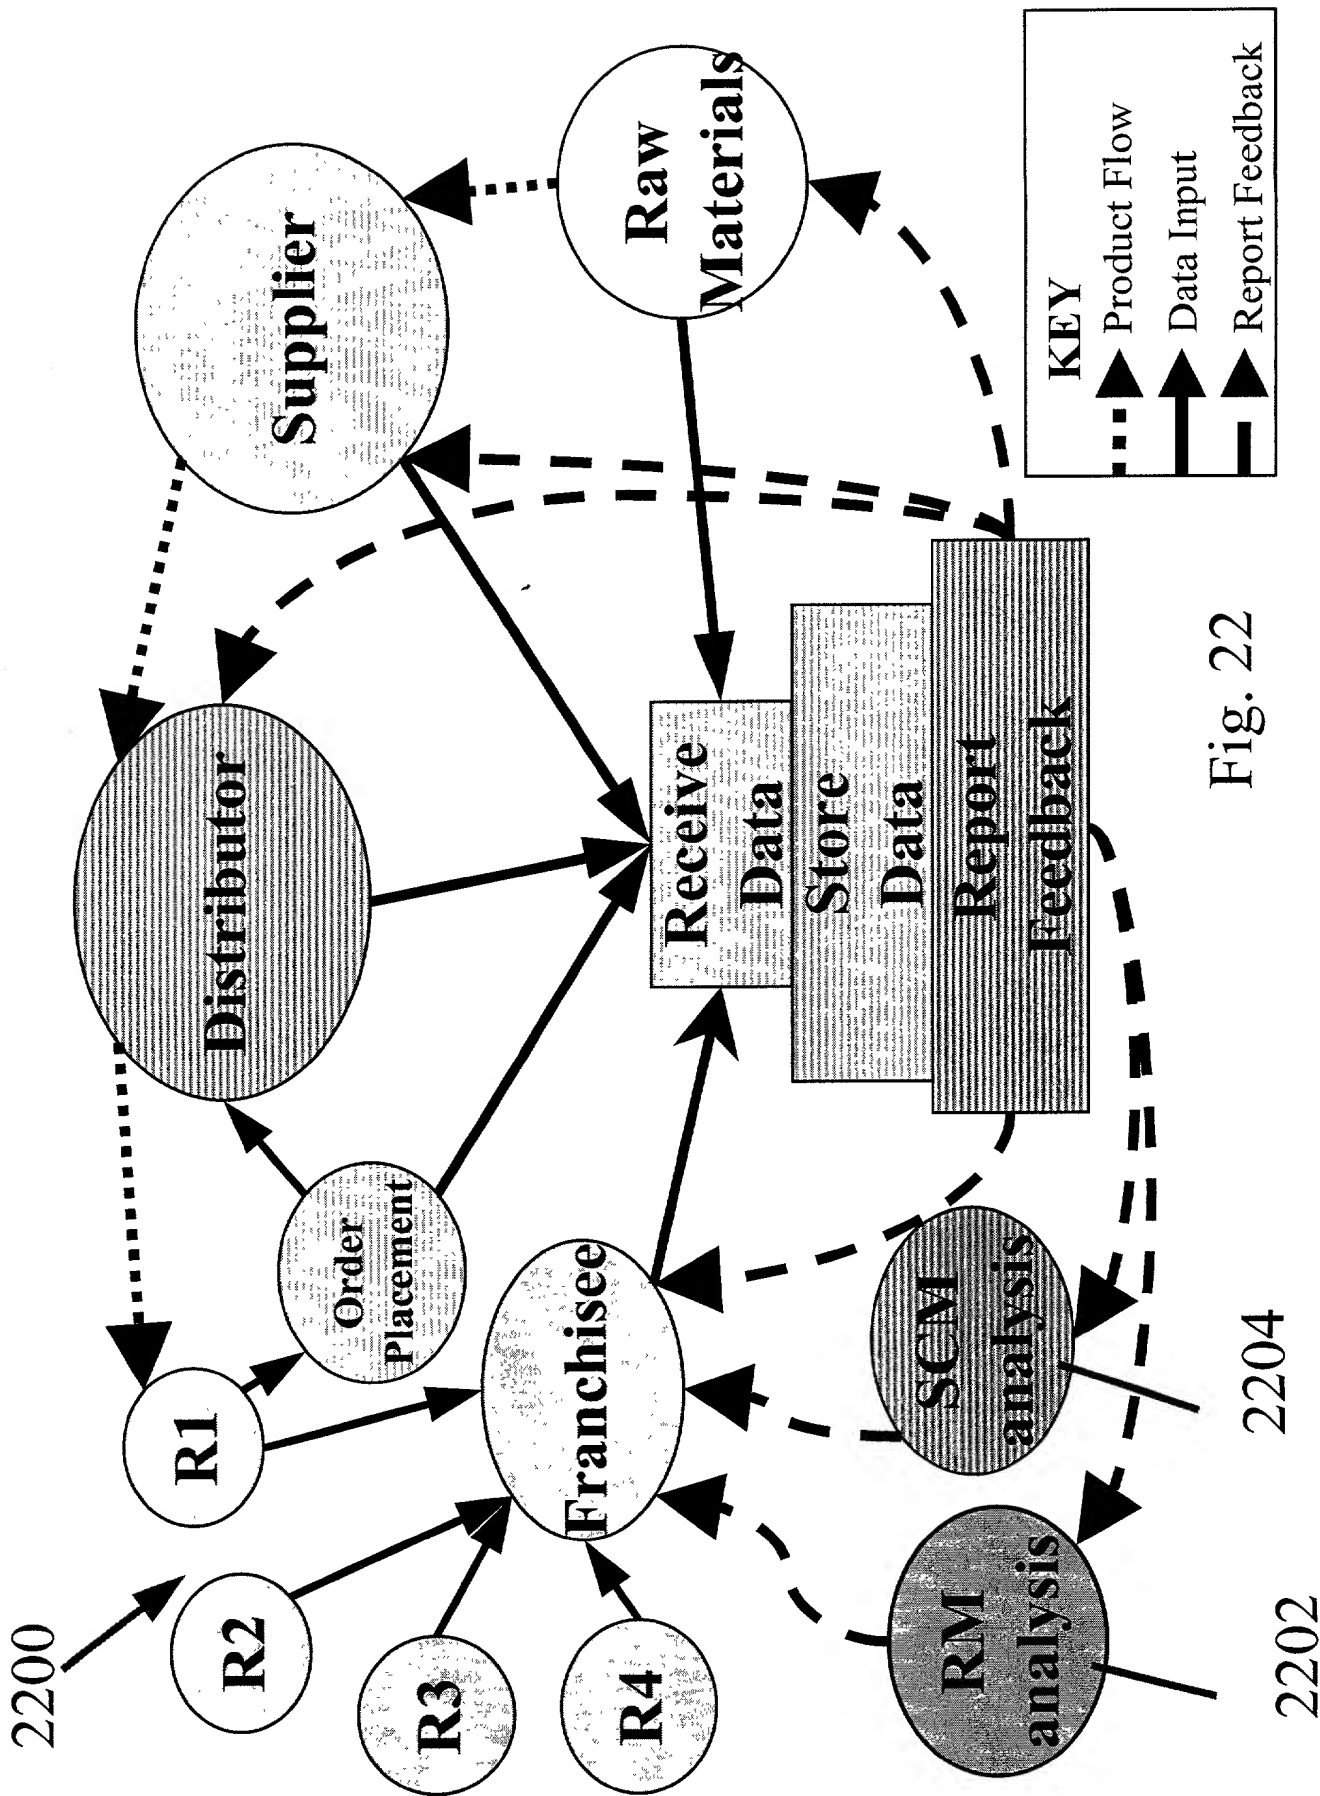 2200
R1
R2
R3
R4
Order
Placement
Distributor
Supplier
Franchisee
Raw
Materials
Receive
Data
Store
Data
Report
Feedback
SCM
analysis
RM
analysis
2202
2204
KEY
Product Flow
Data Input
Report Feedback
Fig. 22